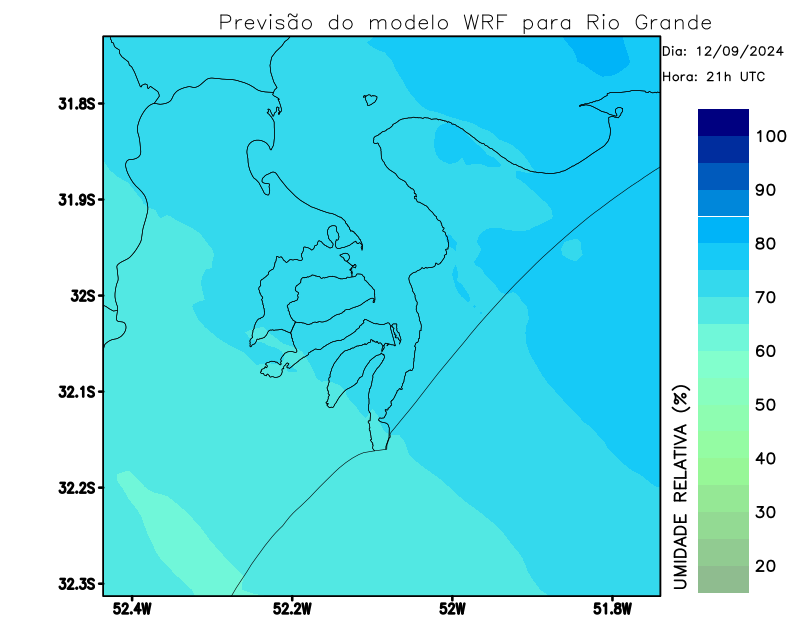 Previsão do modelo WRF para Rio Grande
Dia: 12/09/2024
Hora: 21h UTC
31.8S
31.9S
32S
32.1S
32.2S
32.3S
52.4W
52.2W
52W
51.8W
100
90
80
70
60
50
40
30
20
UMIDADE RELATIVA (%)